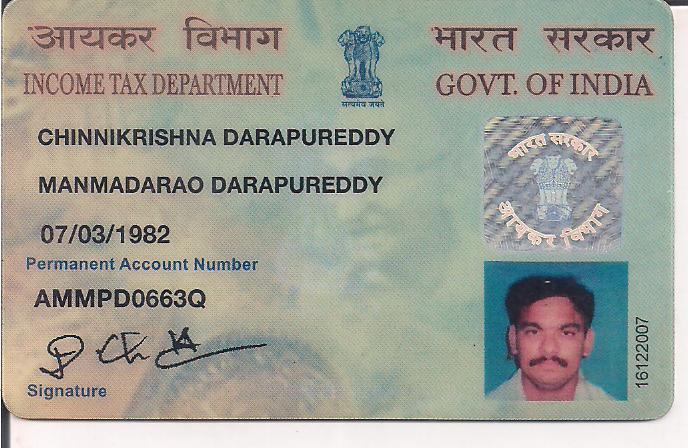 आयकर विभाग
भारत सरकार
INCOME TAX DEPARTMENT
GOVT. OF INDIA
सत्यमेव जयते
CHINNIKRISHNA DARAPUREDDY
MANMADARAO DARAPUREDDY
07/03/1982
Permanent Account Number
AMMPD0663Q
Signature
भारत सरकार
आयकर विभाग
16122007